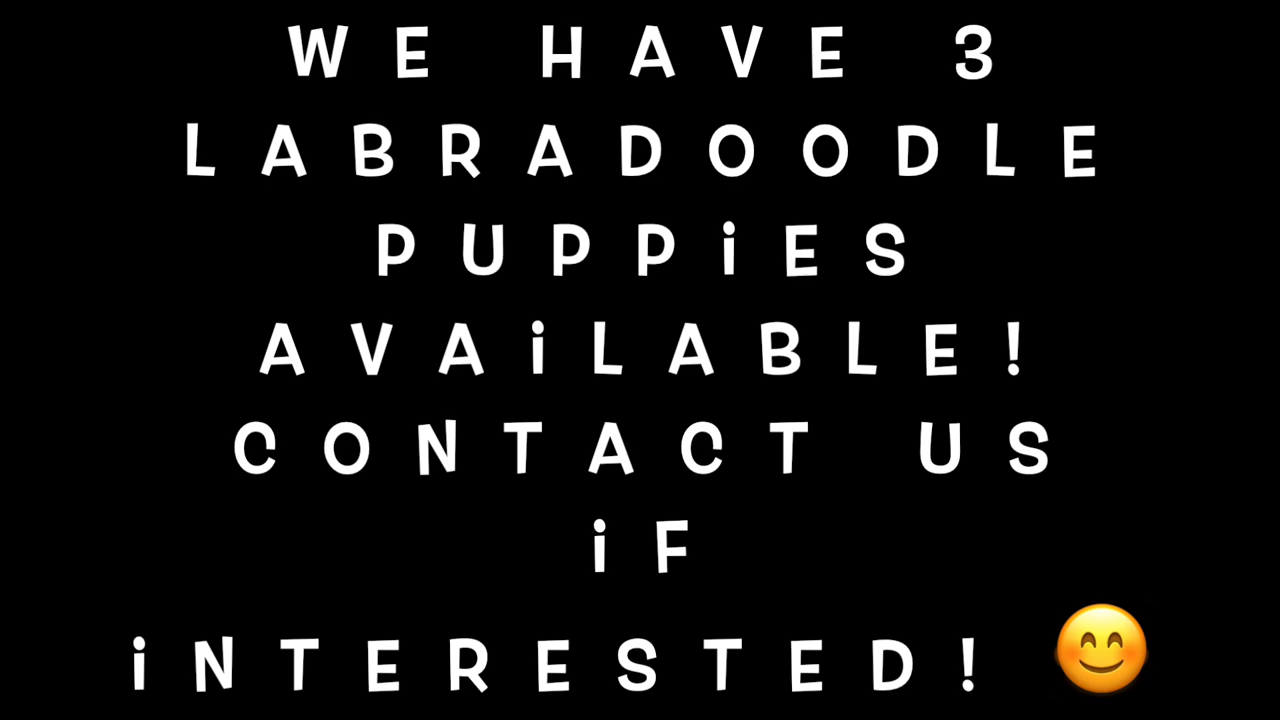 WE HAVE 3
LABRADOODLE
PUPPiES
AVAiLABLE!
CONTACT US
iF
iNTERESTED! 😊